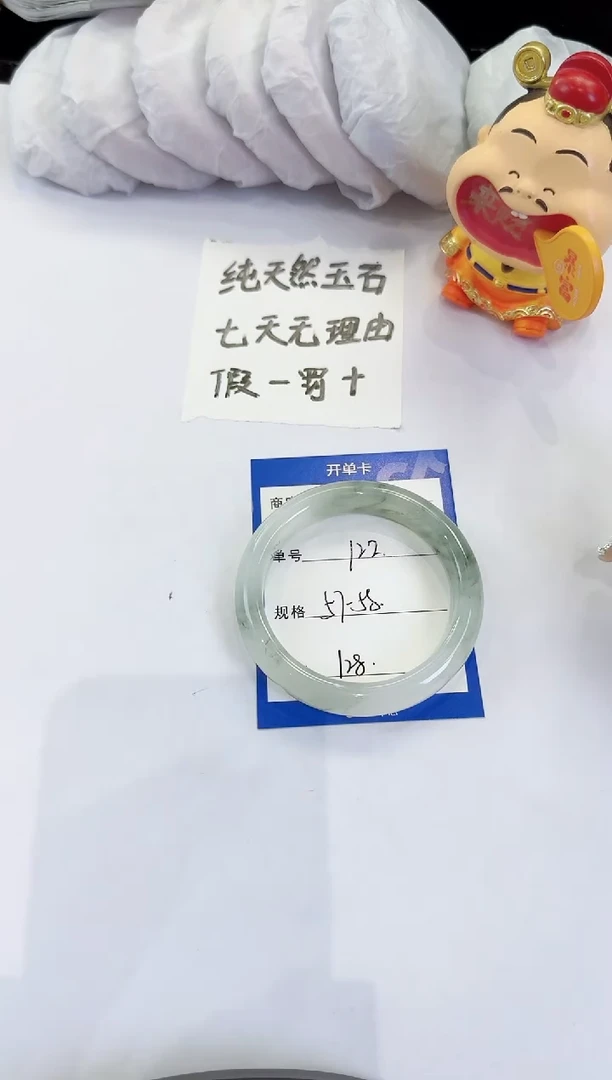 纯天然玉石
七天无理由
假一罚十
开单卡
单号 122.
规格 57-58.
128.